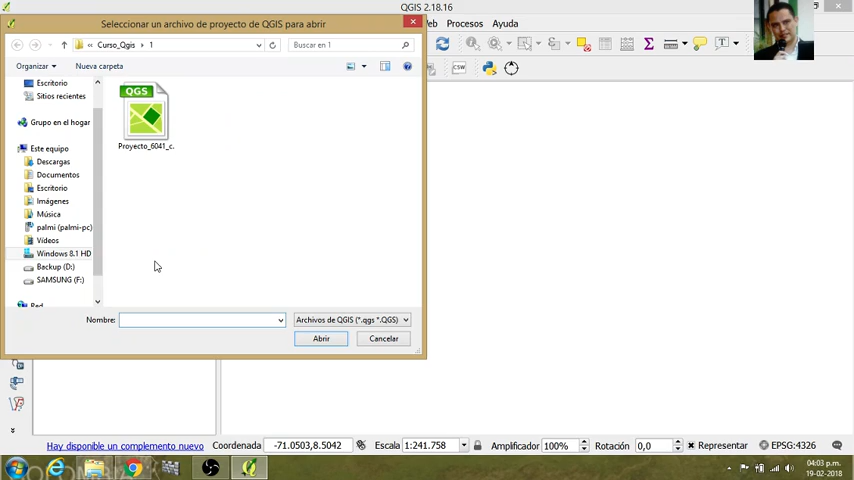 QGIS 2.18.16
Seleccionar un archivo de proyecto de QGIS para abrir
Procesos Ayuda
« Curso_Qgis 1
Buscar en 1
Organizar Nueva carpeta
Escritorio
Sitios recientes
Grupo en el hogar
Este equipo
Descargas
Documentos
Escritorio
Imágenes
Música
palmi (palmi-pc)
Vídeos
Windows 8.1 HD
Backup (D:)
SAMSUNG (F:)
Red
QGS
Proyecto_6041_c.
CSW
Nombre:
Archivos de QGIS (*.qgs *.QGS)
Abrir Cancelar
Hay disponible un complemento nuevo Coordenada -71.0503,8.5042 Escala 1:241.758 Amplificador 100% Rotación 0,0 Representar EPSG:4326
04:03 p.m.
19-02-2018